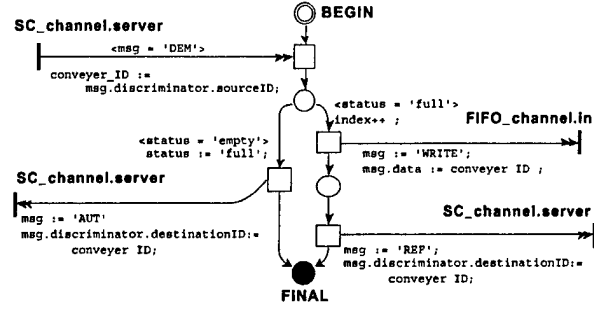 BEGIN
SC_channel.server
<msg = 'DEM'>
conveyer_ID :=
msg.discriminator.sourceID;
<status = 'full'>
index++ ;
FIFO_channel.in
<status = 'empty'>
status := 'full';
msg := 'WRITE';
msg.data := conveyer ID ;
SC_channel.server
msg := 'AUT'
msg.discriminator.destinationID:=
conveyer ID;
SC_channel.server
msg := 'REF';
msg.discriminator.destinationID:=
conveyer ID;
FINAL